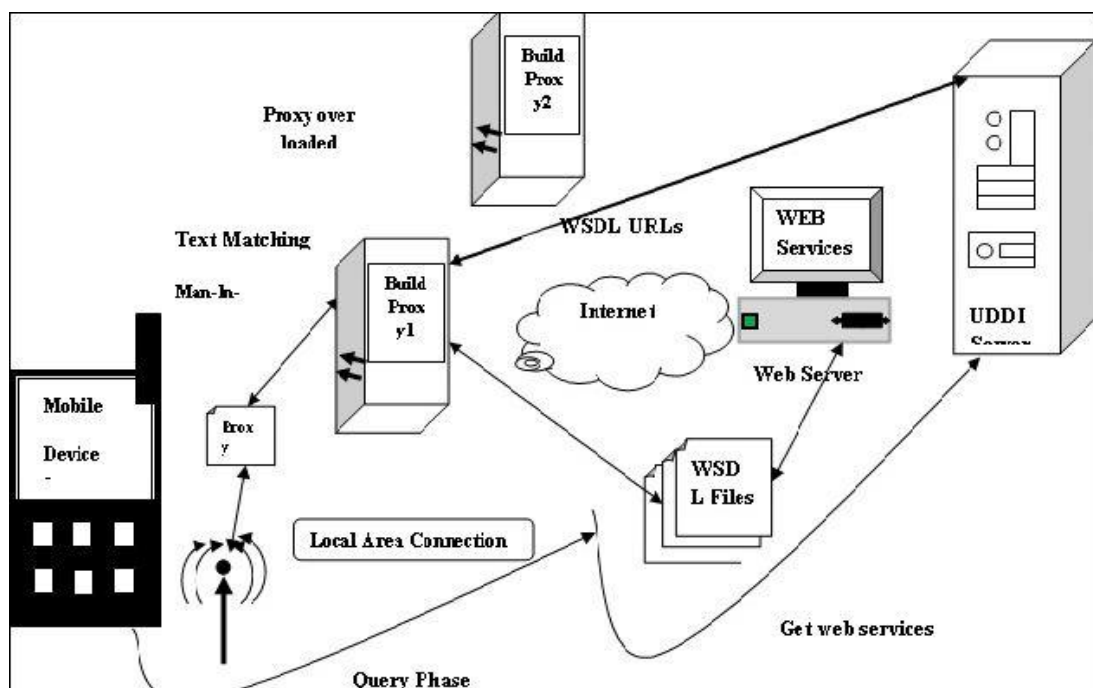 Build
Prox
y2
Proxy over
loaded
WSDL URLs
WEB
Services
Text Matching
Man-In-
Build
Prox
y1
Internet
UDDI
Server
Web Server
Mobile
Device
-
Prox
y
WSD
L Files
Local Area Connection
Get web services
Query Phase